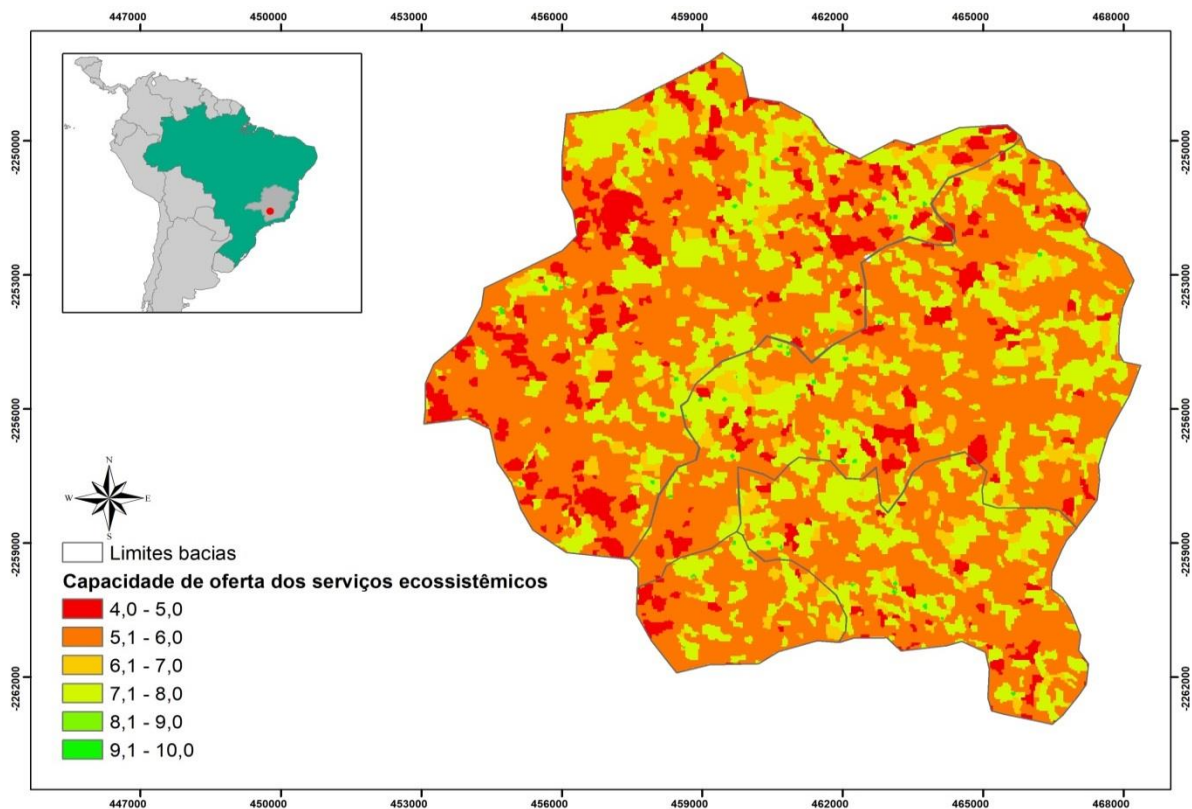 447000 450000 453000 456000 459000 462000 465000 468000
-2250000 -2250000
-2253000 -2253000
-2256000 -2256000
N
W E
S
-2259000 -2259000
Limites bacias
Capacidade de oferta dos serviços ecossistêmicos
4,0 - 5,0
5,1 - 6,0
6,1 - 7,0
-2262000 -2262000
7,1 - 8,0
8,1 - 9,0
9,1 - 10,0
447000 450000 453000 456000 459000 462000 465000 468000